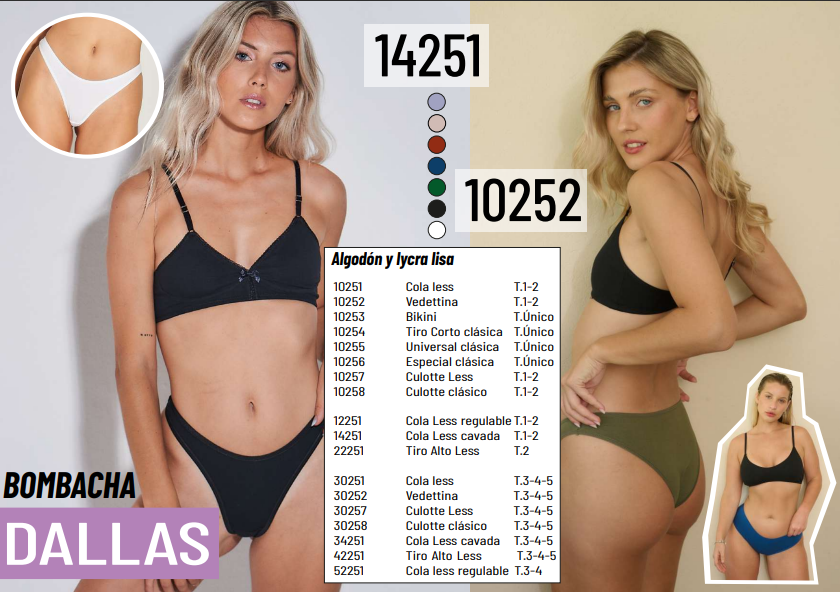 14251
10252
Algodón y lycra lisa
10251 Cola less T.1-2
10252 Vedettina T.1-2
10253 Bikini T.Único
10254 Tiro Corto clásica T.Único
10255 Universal clásica T.Único
10256 Especial clásica T.Único
10257 Culotte Less T.1-2
10258 Culotte clásico T.1-2
12251 Cola Less regulable T.1-2
14251 Cola Less cavada T.1-2
22251 Tiro Alto Less T.2
30251 Cola less T.3-4-5
30252 Vedettina T.3-4-5
30257 Culotte Less T.3-4-5
30258 Culotte clásico T.3-4-5
34251 Cola Less cavada T.3-4-5
42251 Tiro Alto Less T.3-4-5
52251 Cola less regulable T.3-4
BOMBACHA
DALLAS